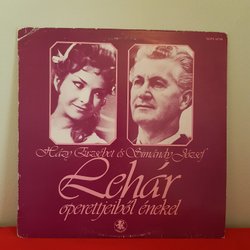 Házy Erzsébet és Simándy József
Lehár
operettjeiből énekel